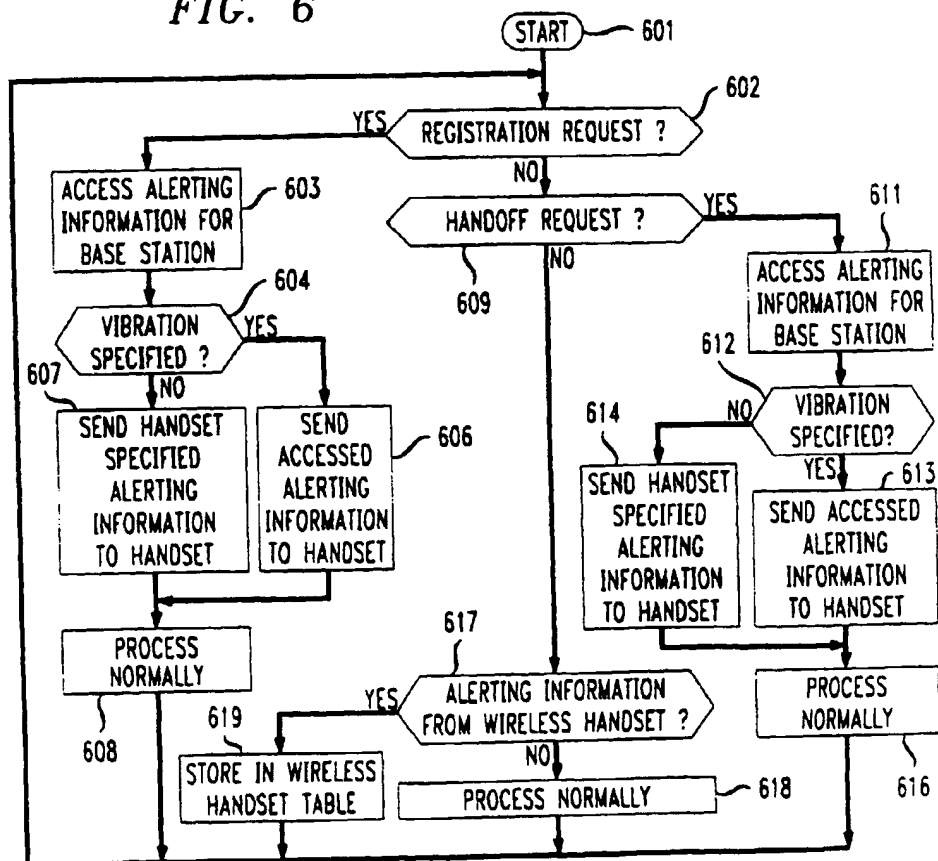 FIG. 6
START
601
602
YES
REGISTRATION REQUEST ?
NO
603
ACCESS ALERTING
INFORMATION FOR
BASE STATION
HANDOFF REQUEST ?
YES
609
NO
611
ACCESS ALERTING
INFORMATION FOR
BASE STATION
604
VIBRATION
SPECIFIED ?
YES
607
NO
SEND HANDSET
SPECIFIED
ALERTING
INFORMATION
TO HANDSET
SEND
ACCESSED
ALERTING
INFORMATION
TO HANDSET
606
612
VIBRATION
SPECIFIED?
NO
YES
614
SEND HANDSET
SPECIFIED
ALERTING
INFORMATION
TO HANDSET
613
SEND ACCESSED
ALERTING
INFORMATION
TO HANDSET
PROCESS
NORMALLY
608
617
YES
ALERTING INFORMATION
FROM WIRELESS HANDSET ?
NO
619
STORE IN WIRELESS
HANDSET TABLE
PROCESS NORMALLY
618
PROCESS
NORMALLY
616